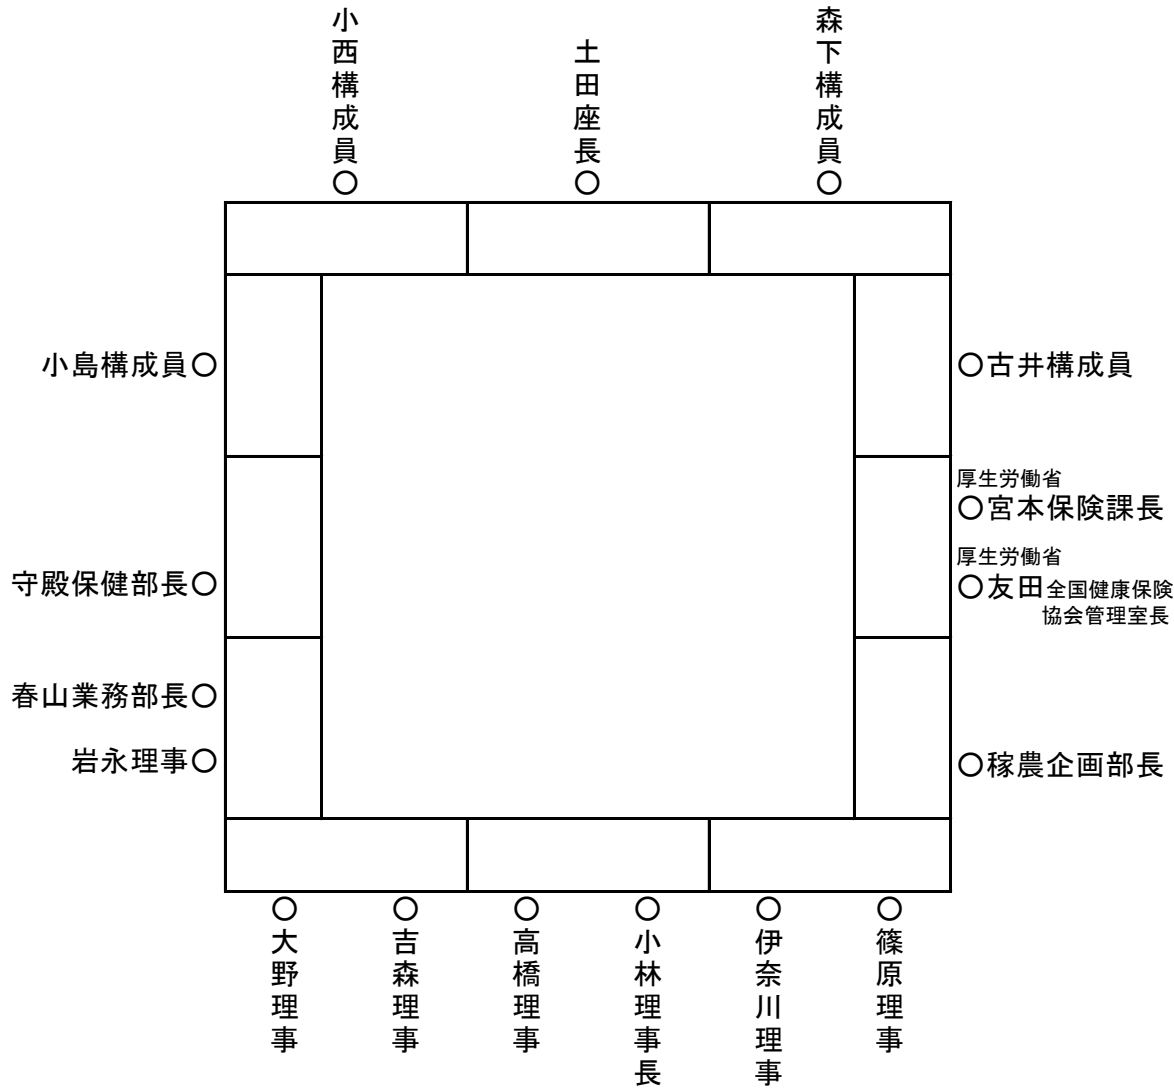 小西構成員○
土田座長○
森下構成員○
小島構成員○
○古井構成員
厚生労働省
○宮本保険課長
厚生労働省
○友田全国健康保険
協会管理室長
守殿保健部長○
春山業務部長○
岩永理事○
○稼農企画部長
○大野理事
○吉森理事
○高橋理事
○小林理事長
○伊奈川理事
○篠原理事